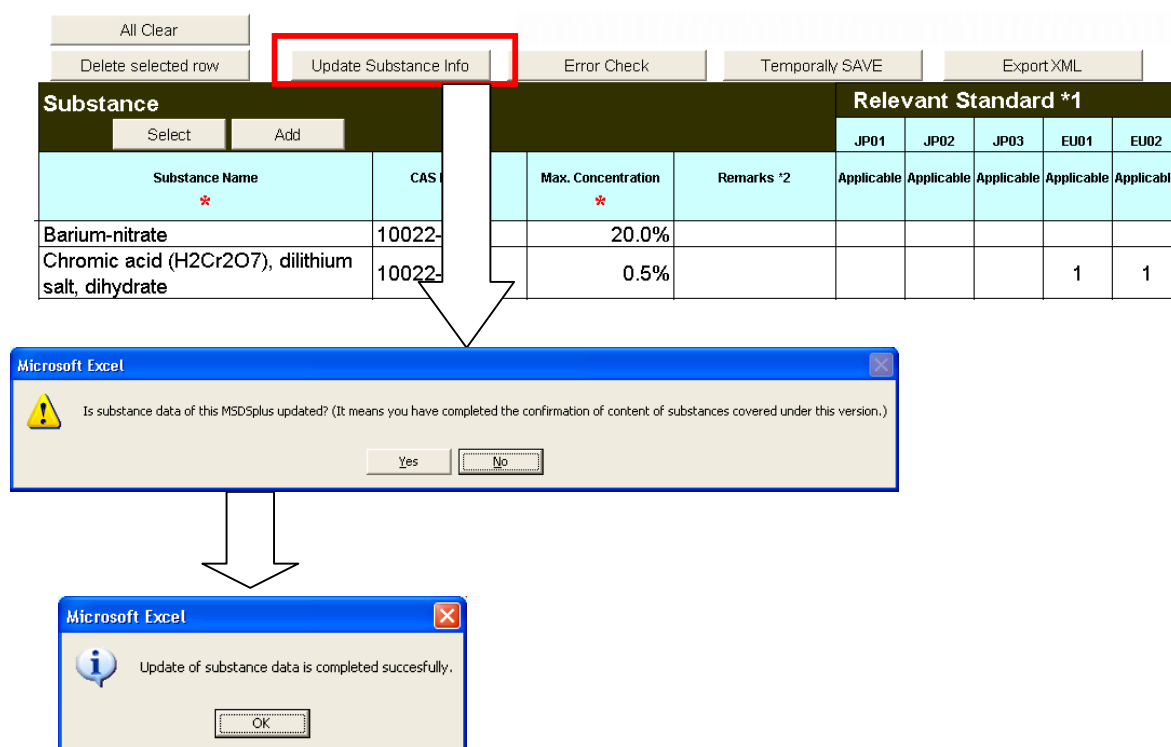 All Clear
Delete selected row Update Substance Info Error Check Temporally SAVE Export XML
Substance Relevant Standard *1
Select Add JP01 JP02 JP03 EU01 EU02
Substance Name CAS Max. Concentration Remarks *2 Applicable Applicable Applicable Applicable Applicabl
* *
Barium-nitrate 10022- 20.0%
Chromic acid (H2Cr2O7), dilithium
salt, dihydrate 10022- 0.5% 1 1
Microsoft Excel
Is substance data of this MSDSplus updated? (It means you have completed the confirmation of content of substances covered under this version.)
Yes No
Microsoft Excel
Update of substance data is completed succesfully.
OK